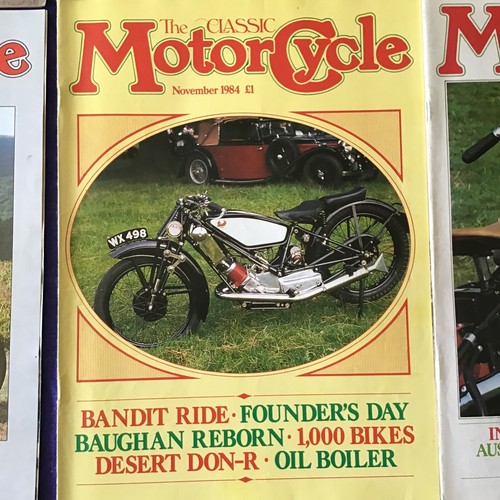 The CLASSIC
MotorCycle
November 1984 £1
WX 498
BANDIT RIDE · FOUNDER'S DAY
BAUGHAN REBORN · 1,000 BIKES
DESERT DON-R · OIL BOILER